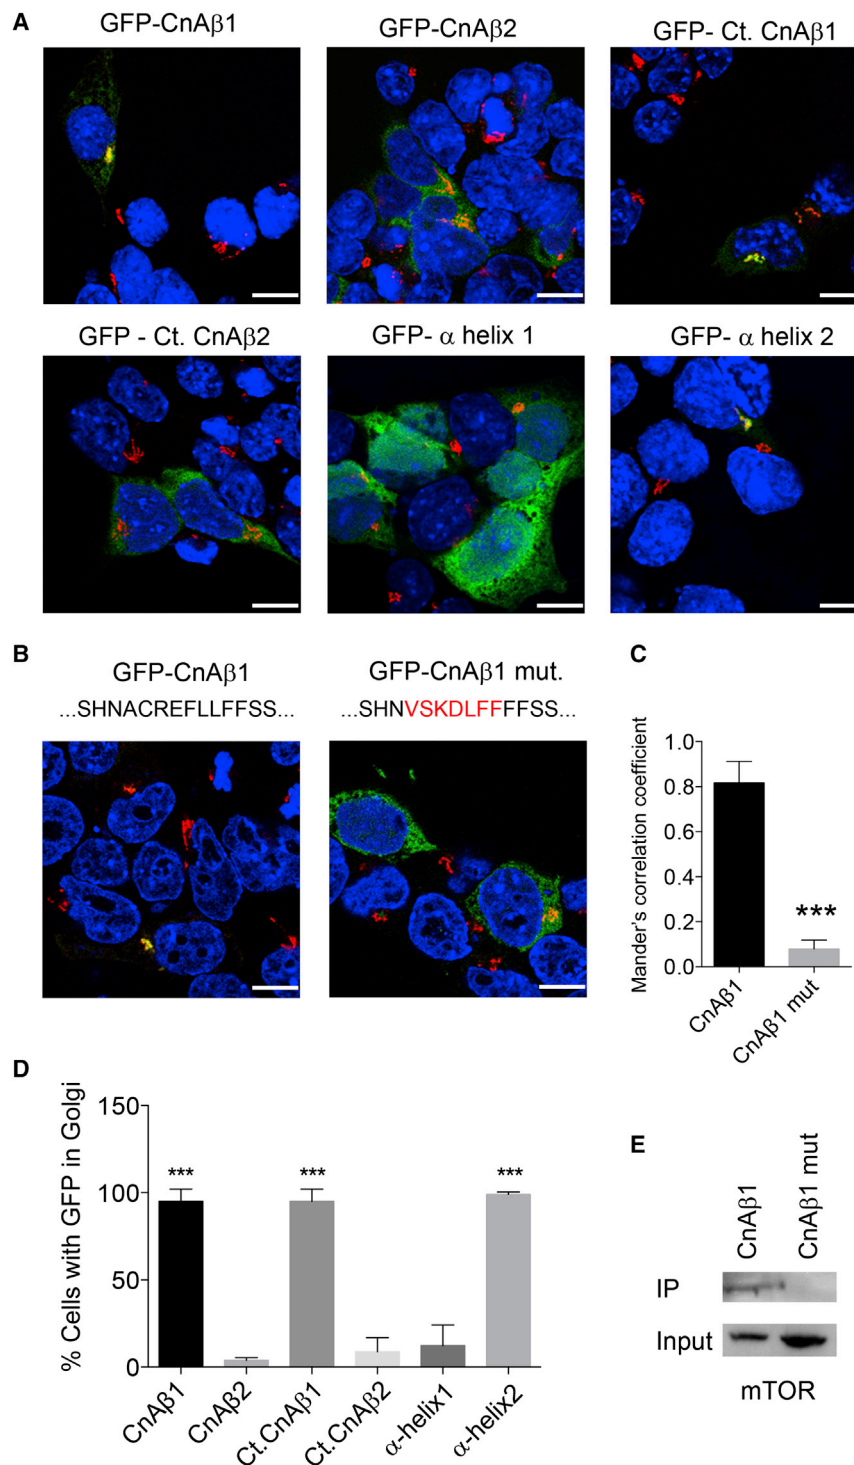 A
GFP-CnAβ1
GFP-CnAβ2
GFP- Ct. CnAβ1
GFP - Ct. CnAβ2
GFP- α helix 1
GFP- α helix 2
B
GFP-CnAβ1
...SHNACREFLLFFSS...
GFP-CnAβ1 mut.
...SHNVSKDLFFFFSS...
C
Mander's correlation coefficient
1.0
0.8
0.6
0.4
0.2
0.0
***
CnAβ1
CnAβ1 mut
D
% Cells with GFP in Golgi
150
100
50
0
***
***
***
CnAβ1
CnAβ2
Ct.CnAβ1
Ct.CnAβ2
α-helix1
α-helix2
E
CnAβ1
CnAβ1 mut
IP
Input
mTOR